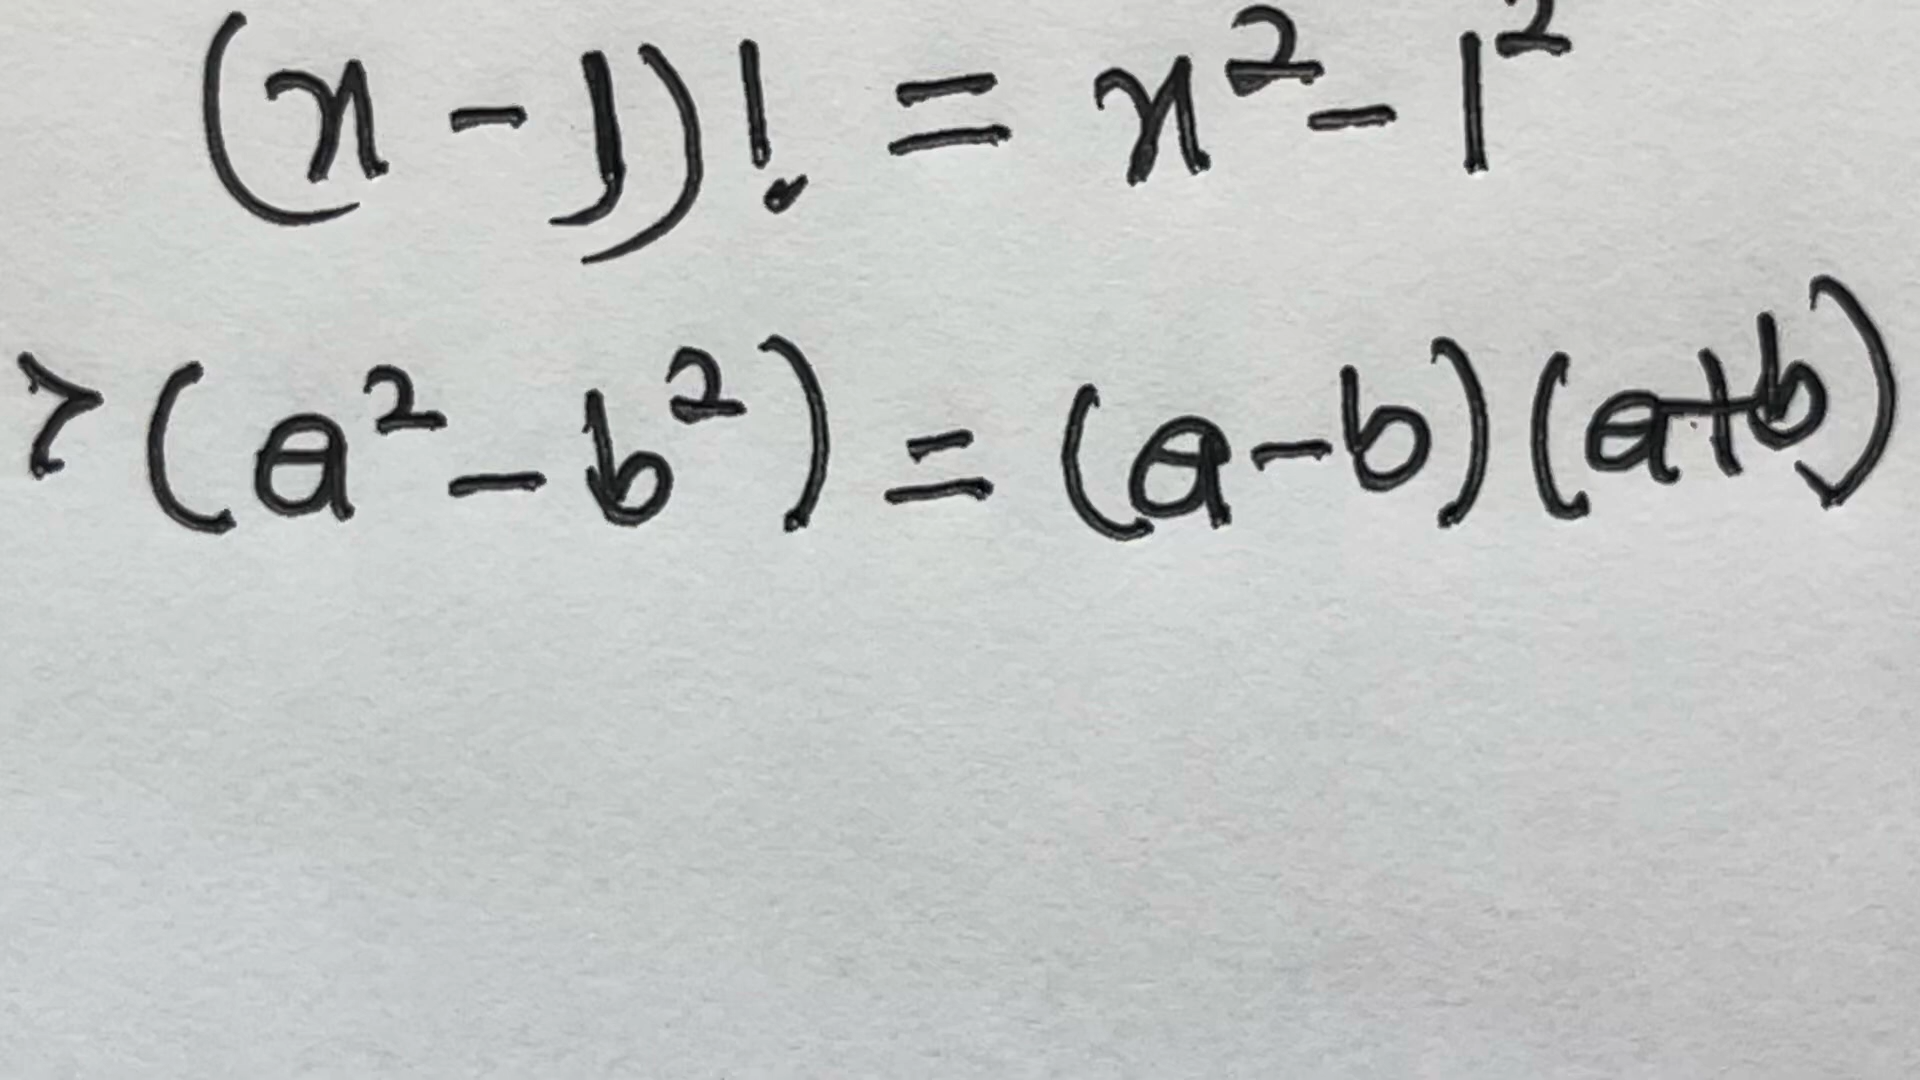 (x - 1)! = x² - 1²
> (a² - b²) = (a-b)(a+b)